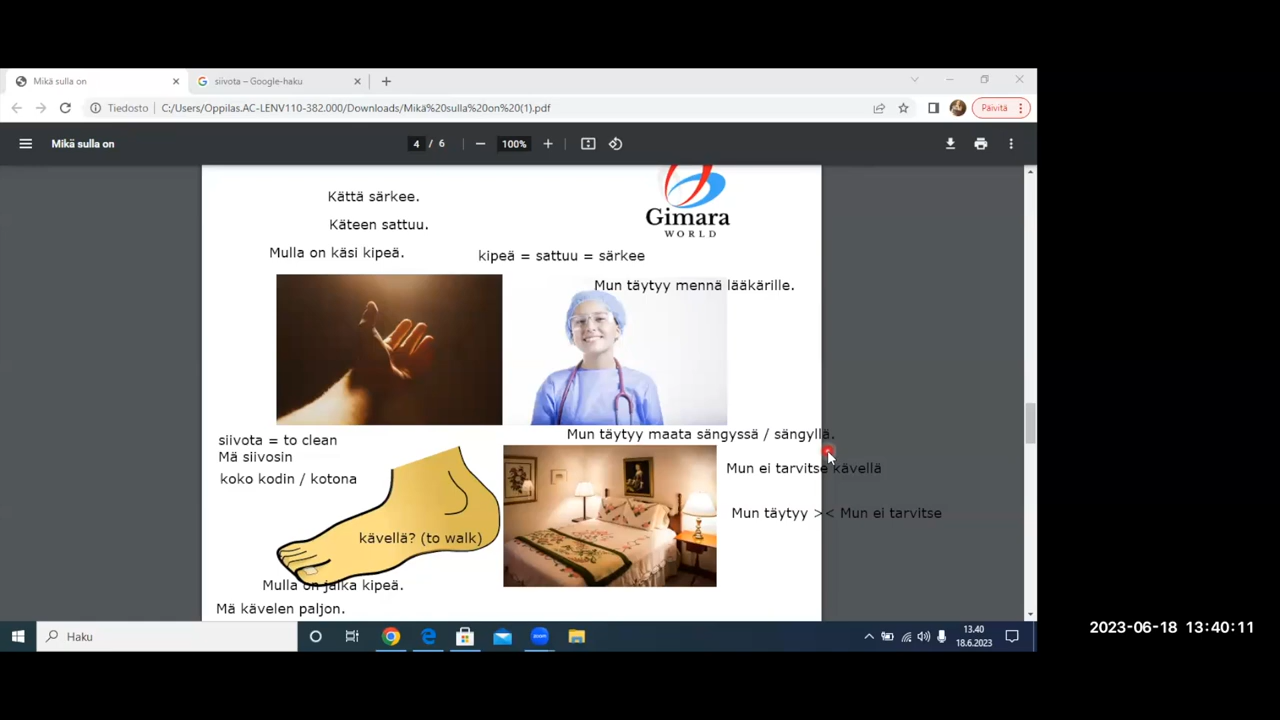 Mikä sulla on
siivota – Google-haku
Tiedosto
C:/Users/Oppilas.AC-LENV110-382.000/Downloads/Mikä%20sulla%20on%20(1).pdf
Päivitä
Mikä sulla on
4 / 6
100%
Kättä särkee.
Käteen sattuu.
Gimara
WORLD
Mulla on käsi kipeä.
kipeä = sattuu = särkee
Mun täytyy mennä lääkärille.
Mun täytyy maata sängyssä / sängyllä.
siivota = to clean
Mä siivosin
koko kodin / kotona
Mun ei tarvitse kävellä
Mun täytyy >< Mun ei tarvitse
kävellä? (to walk)
Mulla on jalka kipeä.
Mä kävelen paljon.
Haku
zoom
13.40
18.6.2023
2023-06-18 13:40:11